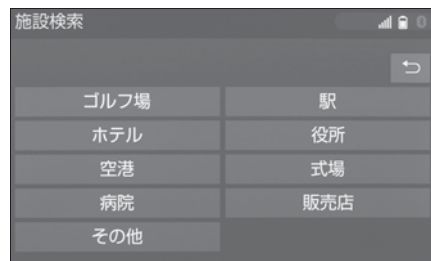 施設検索
ゴルフ場 駅
ホテル 役所
空港 式場
病院 販売店
その他